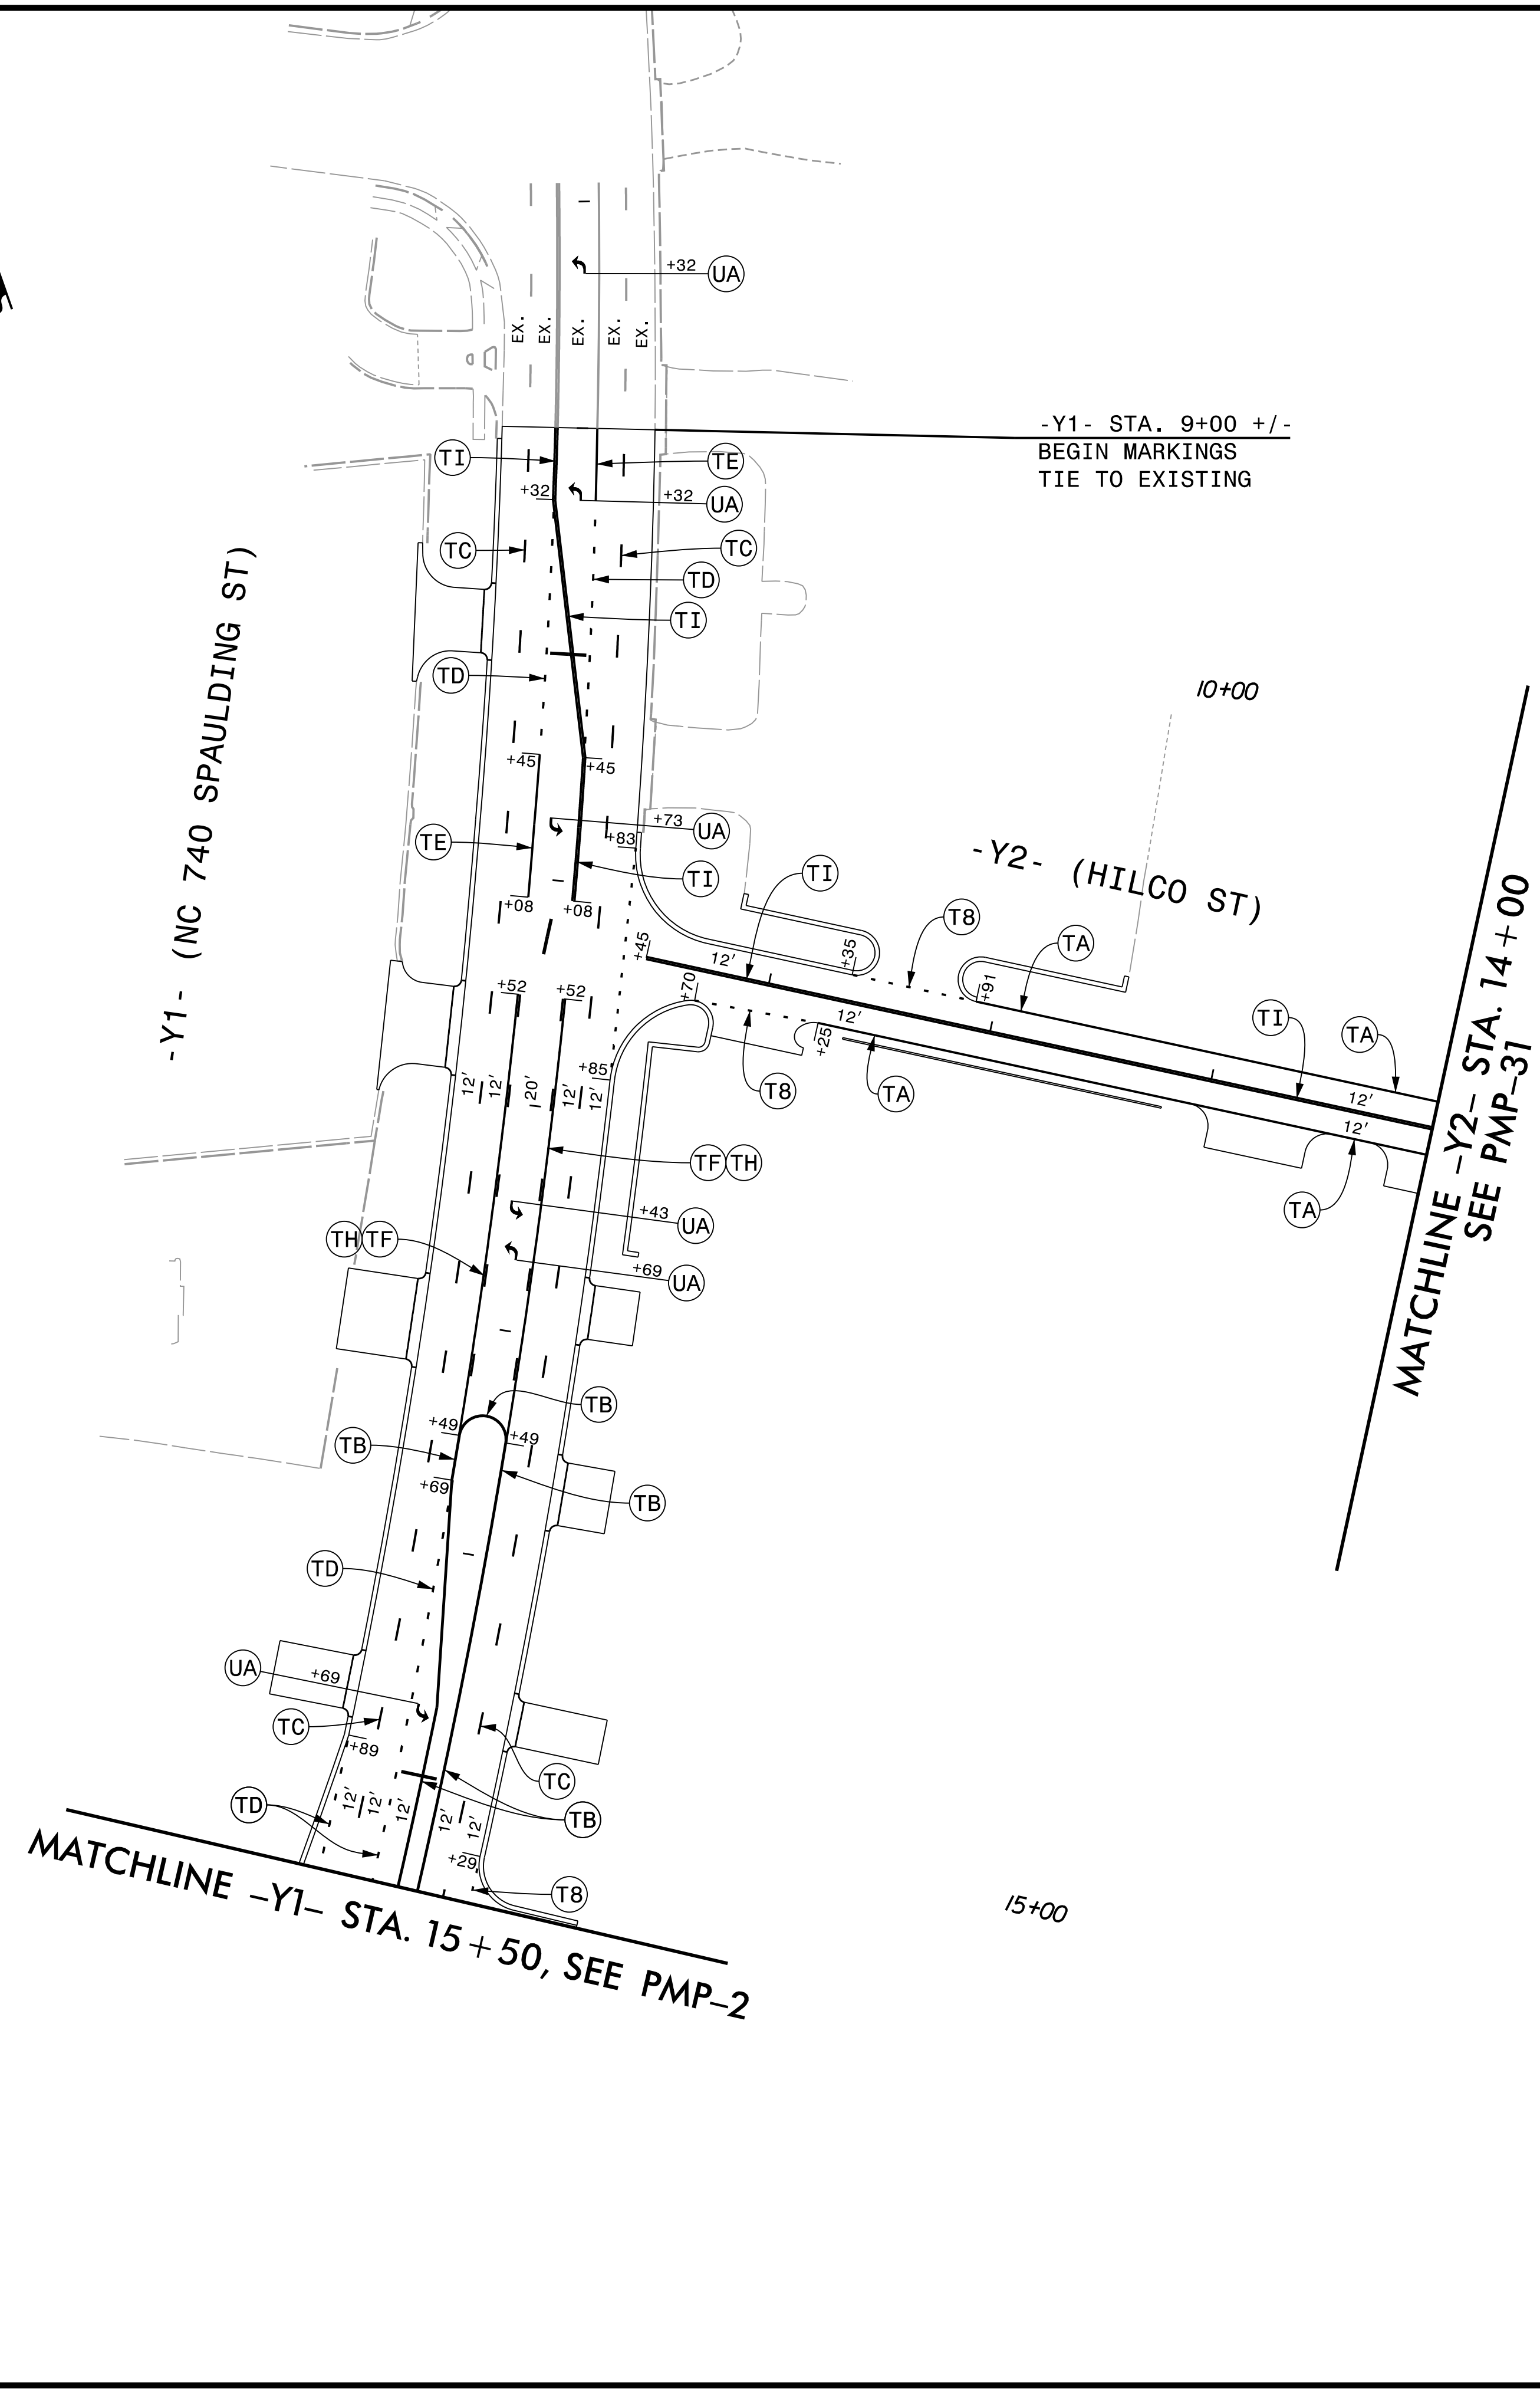 +32
UA
EX.
EX.
EX.
EX.
EX.
-Y1- STA. 9+00 +/-
BEGIN MARKINGS
TIE TO EXISTING
TI
TE
+32
+32
UA
TC
TC
TD
TI
TD
-Y1- (NC 740 SPAULDING ST)
10+00
+45
+45
+73
UA
+83
TE
TI
TI
-Y2- (HILCO ST)
+08
+08
T8
TA
+45
12'
+35
+52
+52
+70
+91
12'
+25
TI
TA
+85
12'
12'
20'
12'
12'
T8
TA
12'
12'
TA
MATCHLINE -Y2- STA. 14+00
SEE PMP-31
TF
TH
+43
UA
TH
TF
+69
UA
TB
+49
+49
TB
+69
TB
TD
UA
+69
TC
+89
TC
12'
12'
12'
12'
12'
TD
TB
+29
T8
MATCHLINE -Y1- STA. 15+50, SEE PMP-2
15+00